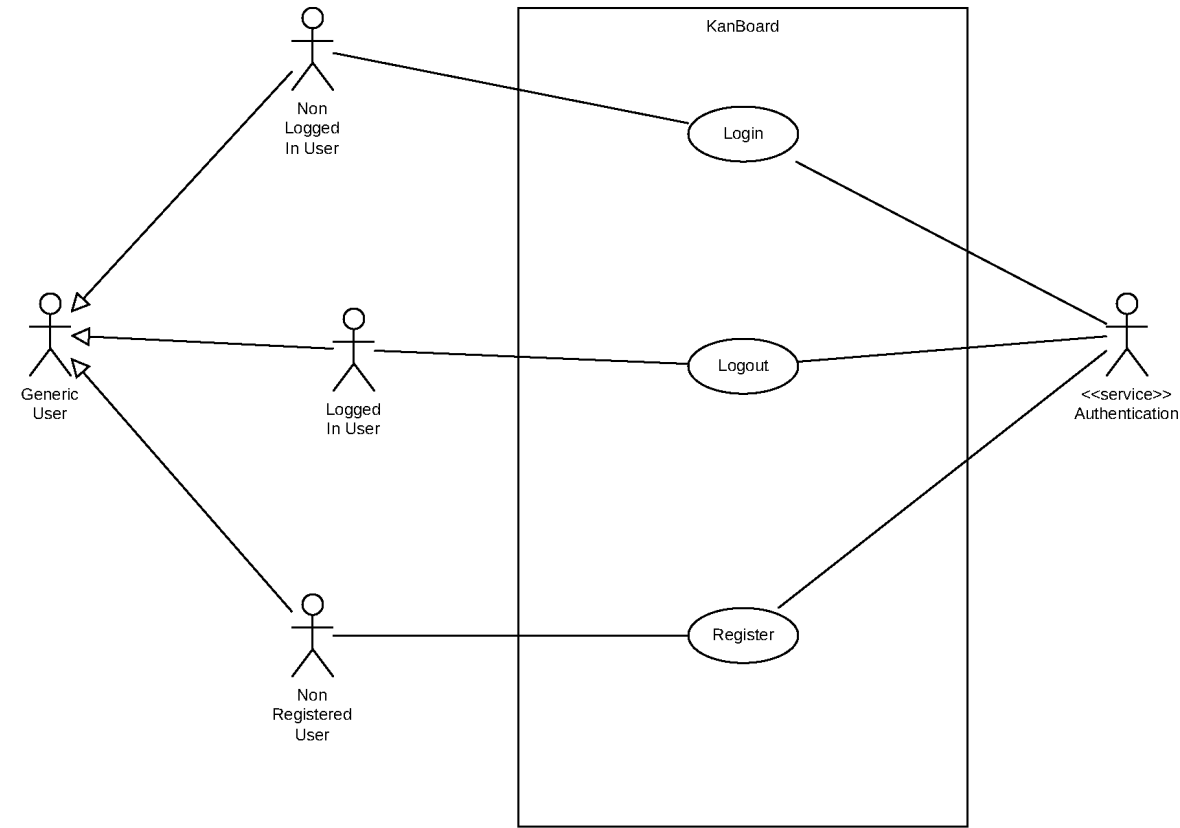 KanBoard
Non
Logged
In User
Login
Generic
User
Logged
In User
Logout
<<service>>
Authentication
Non
Registered
User
Register